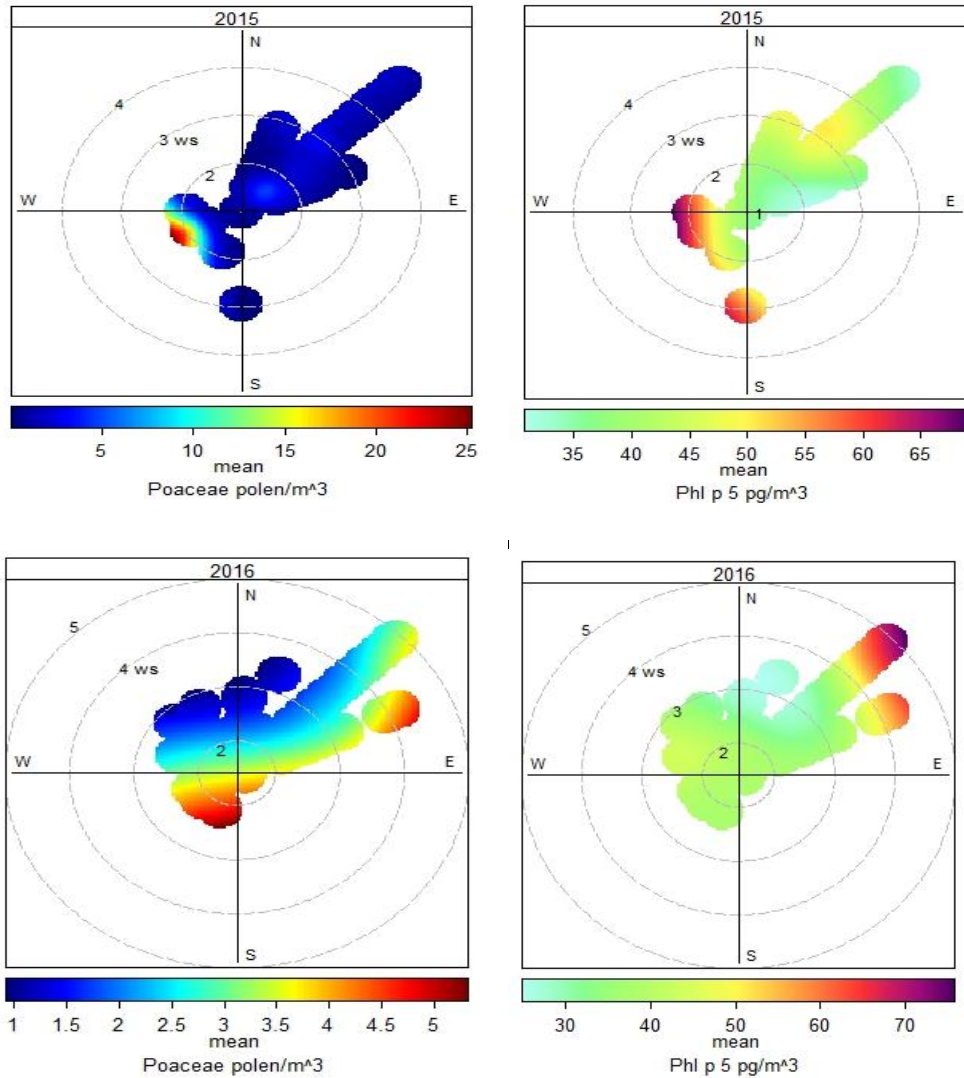 2015
N
4
3 ws
2
W
E
S
5 10 15 20 25
mean
Poaceae polen/m^3
2015
N
4
3 ws
2
W
E
1
S
35 40 45 50 55 60 65
mean
Phl p 5 pg/m^3
2016
N
5
4 ws
2
W
E
S
1 1.5 2 2.5 3 3.5 4 4.5 5
mean
Poaceae polen/m^3
2016
N
5
4 ws
3
2
W
E
S
30 40 50 60 70
mean
Phl p 5 pg/m^3